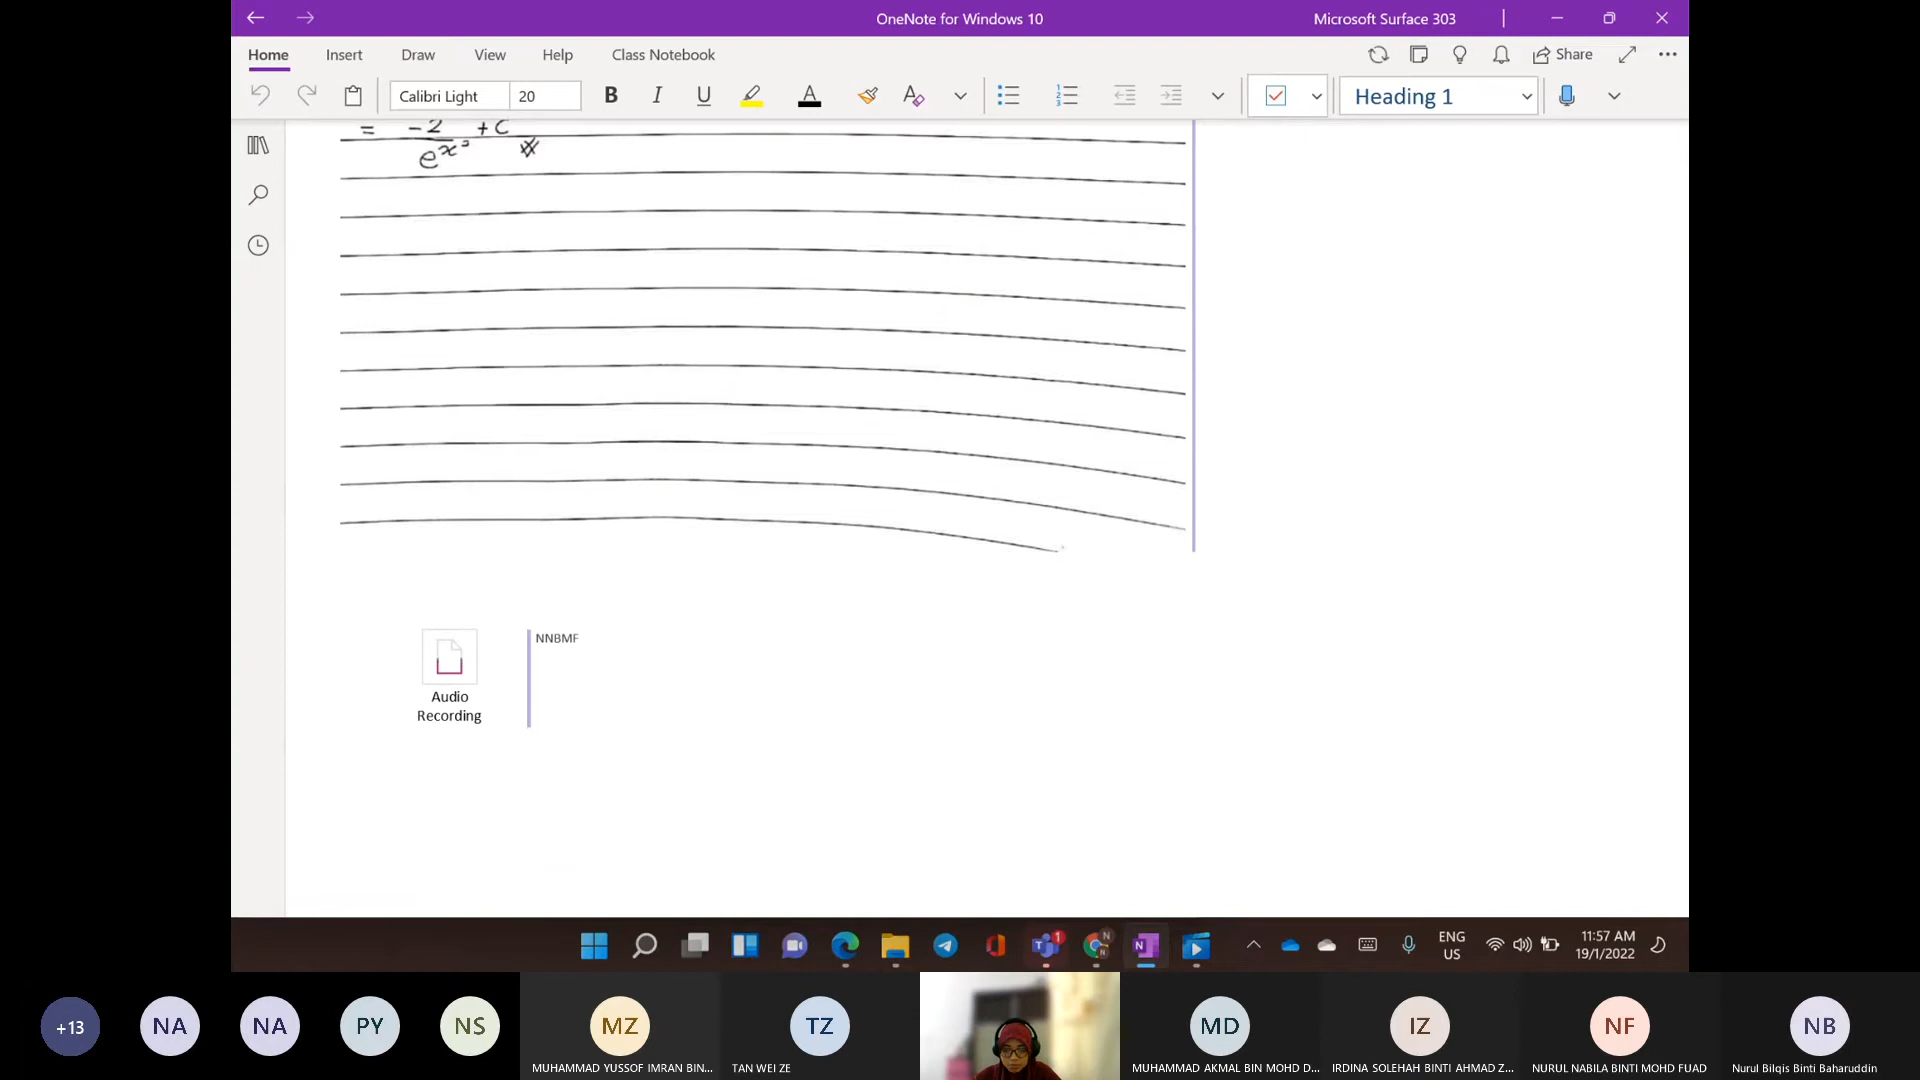 OneNote for Windows 10
Microsoft Surface 303
Home
Insert
Draw
View
Help
Class Notebook
Share
Calibri Light
20
B
I
U
A
A
Heading 1
= -2 + C
e^x²
NNBMF
Audio
Recording
ENG
US
11:57 AM
19/1/2022
+13
NA
NA
PY
NS
MZ
TZ
MD
IZ
NF
NB
MUHAMMAD YUSSOF IMRAN BIN...
TAN WEI ZE
MUHAMMAD AKMAL BIN MOHD D...
IRDINA SOLEHAH BINTI AHMAD Z...
NURUL NABILA BINTI MOHD FUAD
Nurul Bilqis Binti Baharuddin